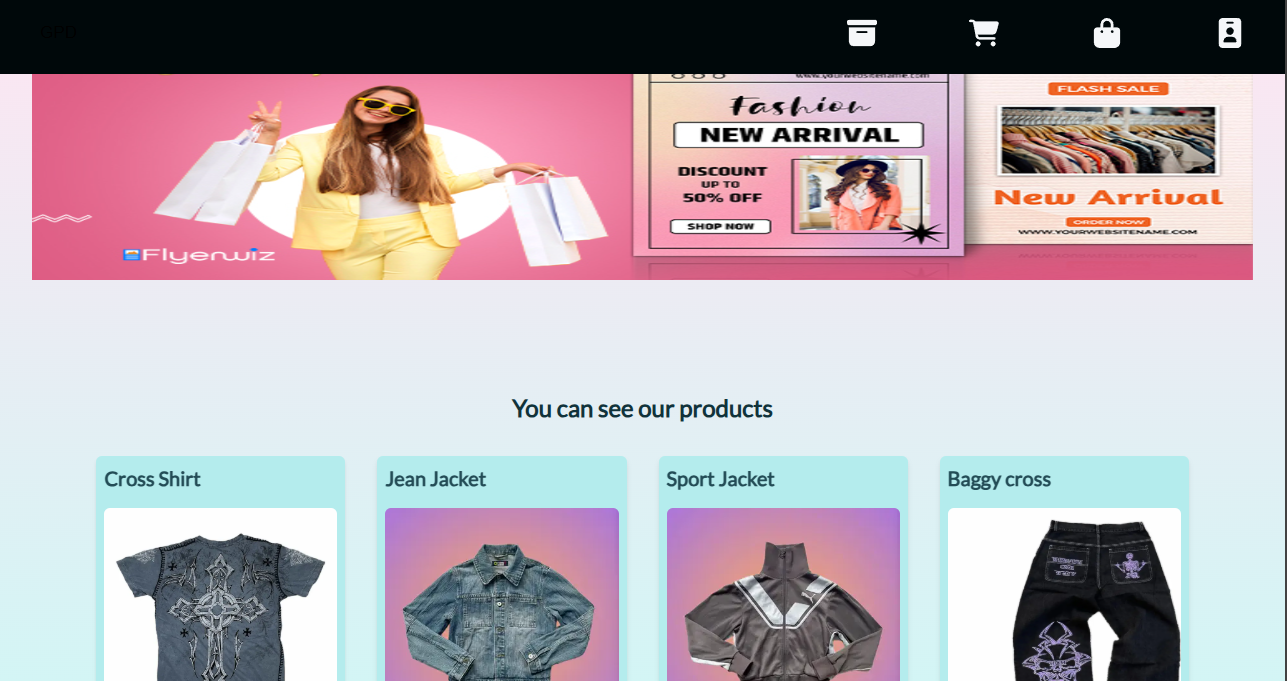 GPD
www.yourwebsitename.com
Fashion
NEW ARRIVAL
DISCOUNT
UP TO
50% OFF
SHOP NOW
FLASH SALE
New Arrival
ORDER NOW
WWW.YOURWEBSITENAME.COM
Flyerwiz
You can see our products
Cross Shirt
Jean Jacket
Sport Jacket
Baggy cross